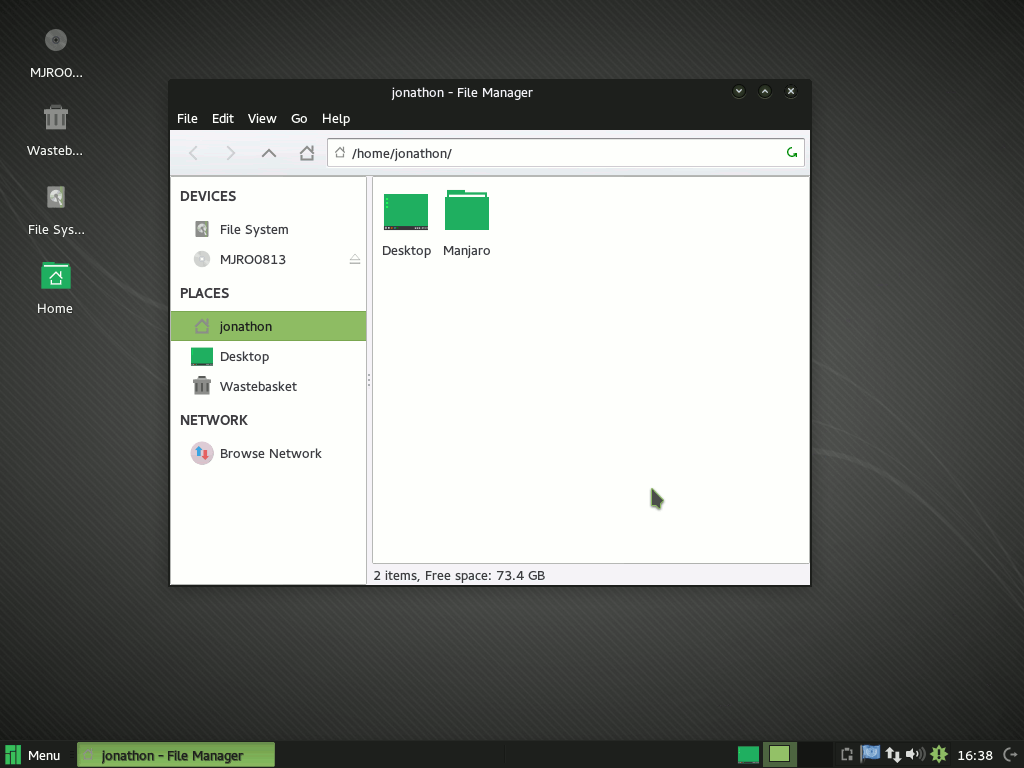 MJRO0...
Wasteb...
File Sys...
Home
jonathon - File Manager
File Edit View Go Help
/home/jonathon/
DEVICES
File System
MJRO0813
PLACES
jonathon
Desktop
Wastebasket
NETWORK
Browse Network
Desktop Manjaro
2 items, Free space: 73.4 GB
Menu
jonathon - File Manager
16:38